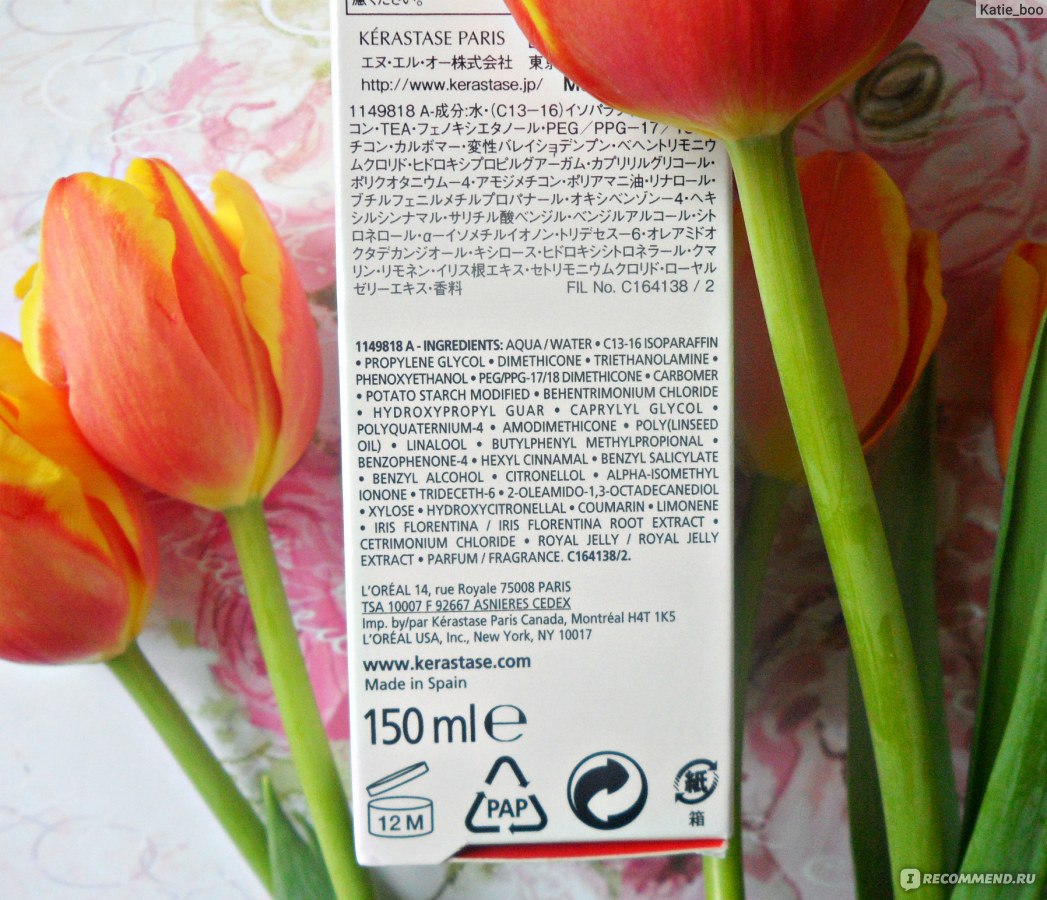 Katie_boo
意ください。
KÉRASTASE PARIS
エヌ・エル・オー株式会社 東京
http://www.kerastase.jp/
1149818 A-成分:水・(C13-16)イソパラフ
コン・TEA・フェノキシエタノール・PEG/PPG-17/
チコン・カルボマー・変性バレイショデンプン・ベヘントリモニウ
ムクロリド・ヒドロキシプロピルグアーガム・カプリリルグリコール・
ポリクオタニウム-4・アモジメチコン・ポリアマニ油・リナロール・
ブチルフェニルメチルプロパナール・オキシベンゾン-4・ヘキ
シルシンナマル・サリチル酸ベンジル・ベンジルアルコール・シト
ロネロール・α-イソメチルイオノン・トリデセス-6・オレアミドオ
クタデカンジオール・キシロース・ヒドロキシシトロネラール・クマ
リン・リモネン・イリス根エキス・セトリモニウムクロリド・ローヤル
ゼリーエキス・香料 FIL No. C164138 / 2
1149818 A - INGREDIENTS: AQUA / WATER • C13-16 ISOPARAFFIN
• PROPYLENE GLYCOL • DIMETHICONE • TRIETHANOLAMINE •
PHENOXYETHANOL • PEG/PPG-17/18 DIMETHICONE • CARBOMER
• POTATO STARCH MODIFIED • BEHENTRIMONIUM CHLORIDE
• HYDROXYPROPYL GUAR • CAPRYLYL GLYCOL •
POLYQUATERNIUM-4 • AMODIMETHICONE • POLY(LINSEED
OIL) • LINALOOL • BUTYLPHENYL METHYLPROPIONAL •
BENZOPHENONE-4 • HEXYL CINNAMAL • BENZYL SALICYLATE
• BENZYL ALCOHOL • CITRONELLOL • ALPHA-ISOMETHYL
IONONE • TRIDECETH-6 • 2-OLEAMIDO-1,3-OCTADECANEDIOL
• XYLOSE • HYDROXYCITRONELLAL • COUMARIN • LIMONENE
• IRIS FLORENTINA / IRIS FLORENTINA ROOT EXTRACT •
CETRIMONIUM CHLORIDE • ROYAL JELLY / ROYAL JELLY
EXTRACT • PARFUM / FRAGRANCE. C164138/2.
L'ORÉAL 14, rue Royale 75008 PARIS
TSA 10007 F 92667 ASNIERES CEDEX
Imp. by/par Kérastase Paris Canada, Montréal H4T 1K5
L'ORÉAL USA, Inc., New York, NY 10017
www.kerastase.com
Made in Spain
150 ml ℮
12 M
PAP
紙
箱
IRECOMMEND.RU